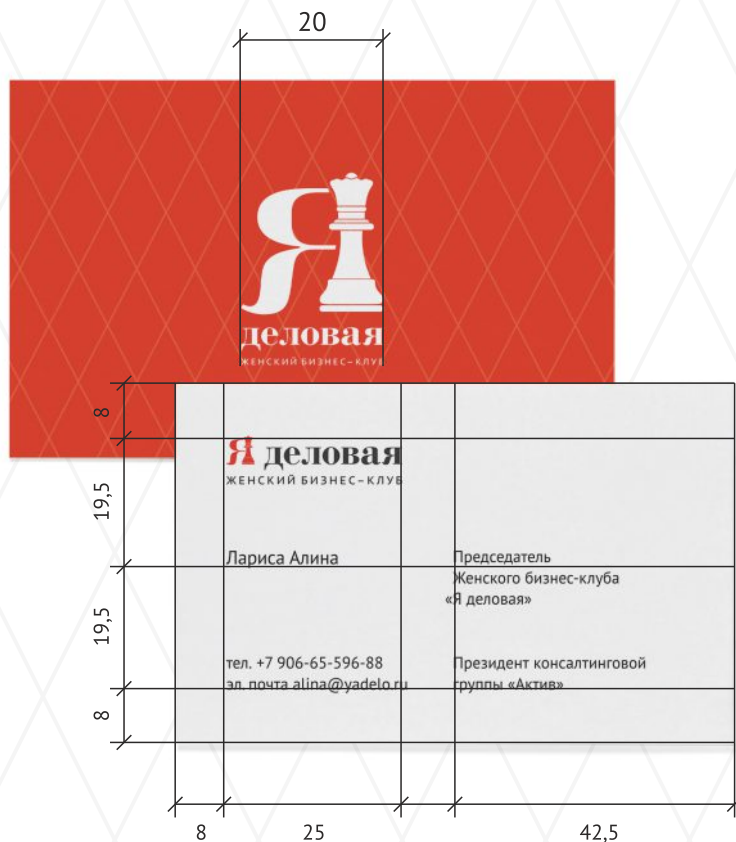 20
Я
деловая
ЖЕНСКИЙ БИЗНЕС–КЛУБ
8
19,5
19,5
8
Я деловая
ЖЕНСКИЙ БИЗНЕС–КЛУБ
Лариса Алина
Председатель
Женского бизнес-клуба
«Я деловая»
тел. +7 906-65-596-88
эл. почта alina@yadelo.ru
Президент консалтинговой
группы «Актив»
8
25
42,5